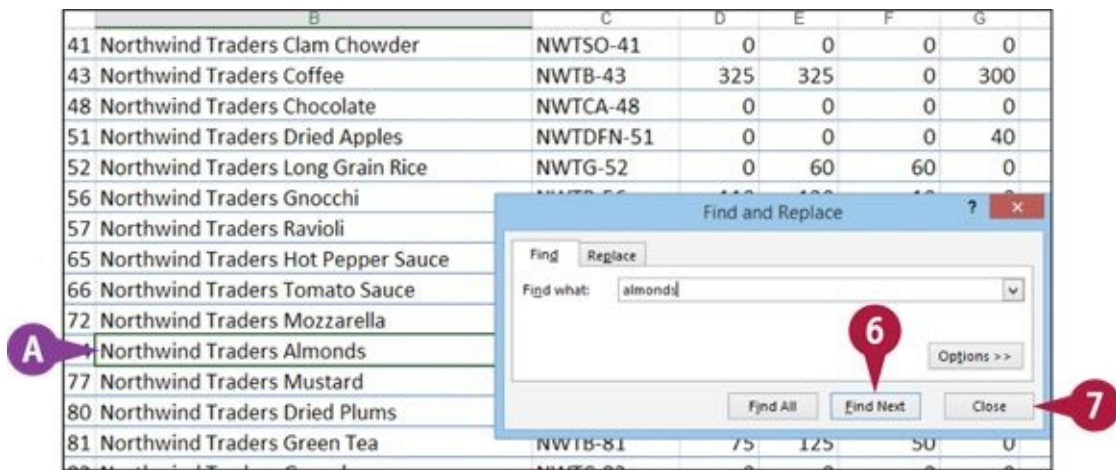 B C D E F G
41 Northwind Traders Clam Chowder NWTSO-41 0 0 0 0
43 Northwind Traders Coffee NWTB-43 325 325 0 300
48 Northwind Traders Chocolate NWTCA-48 0 0 0 0
51 Northwind Traders Dried Apples NWTDFN-51 0 0 0 40
52 Northwind Traders Long Grain Rice NWTG-52 0 60 60 0
56 Northwind Traders Gnocchi
57 Northwind Traders Ravioli
65 Northwind Traders Hot Pepper Sauce
66 Northwind Traders Tomato Sauce
72 Northwind Traders Mozzarella
A Northwind Traders Almonds
77 Northwind Traders Mustard
80 Northwind Traders Dried Plums
81 Northwind Traders Green Tea NWTB-81 75 125 50 0
Find and Replace ? ×
Find Replace
Find what: almonds
6
Options >>
Find All Find Next Close 7